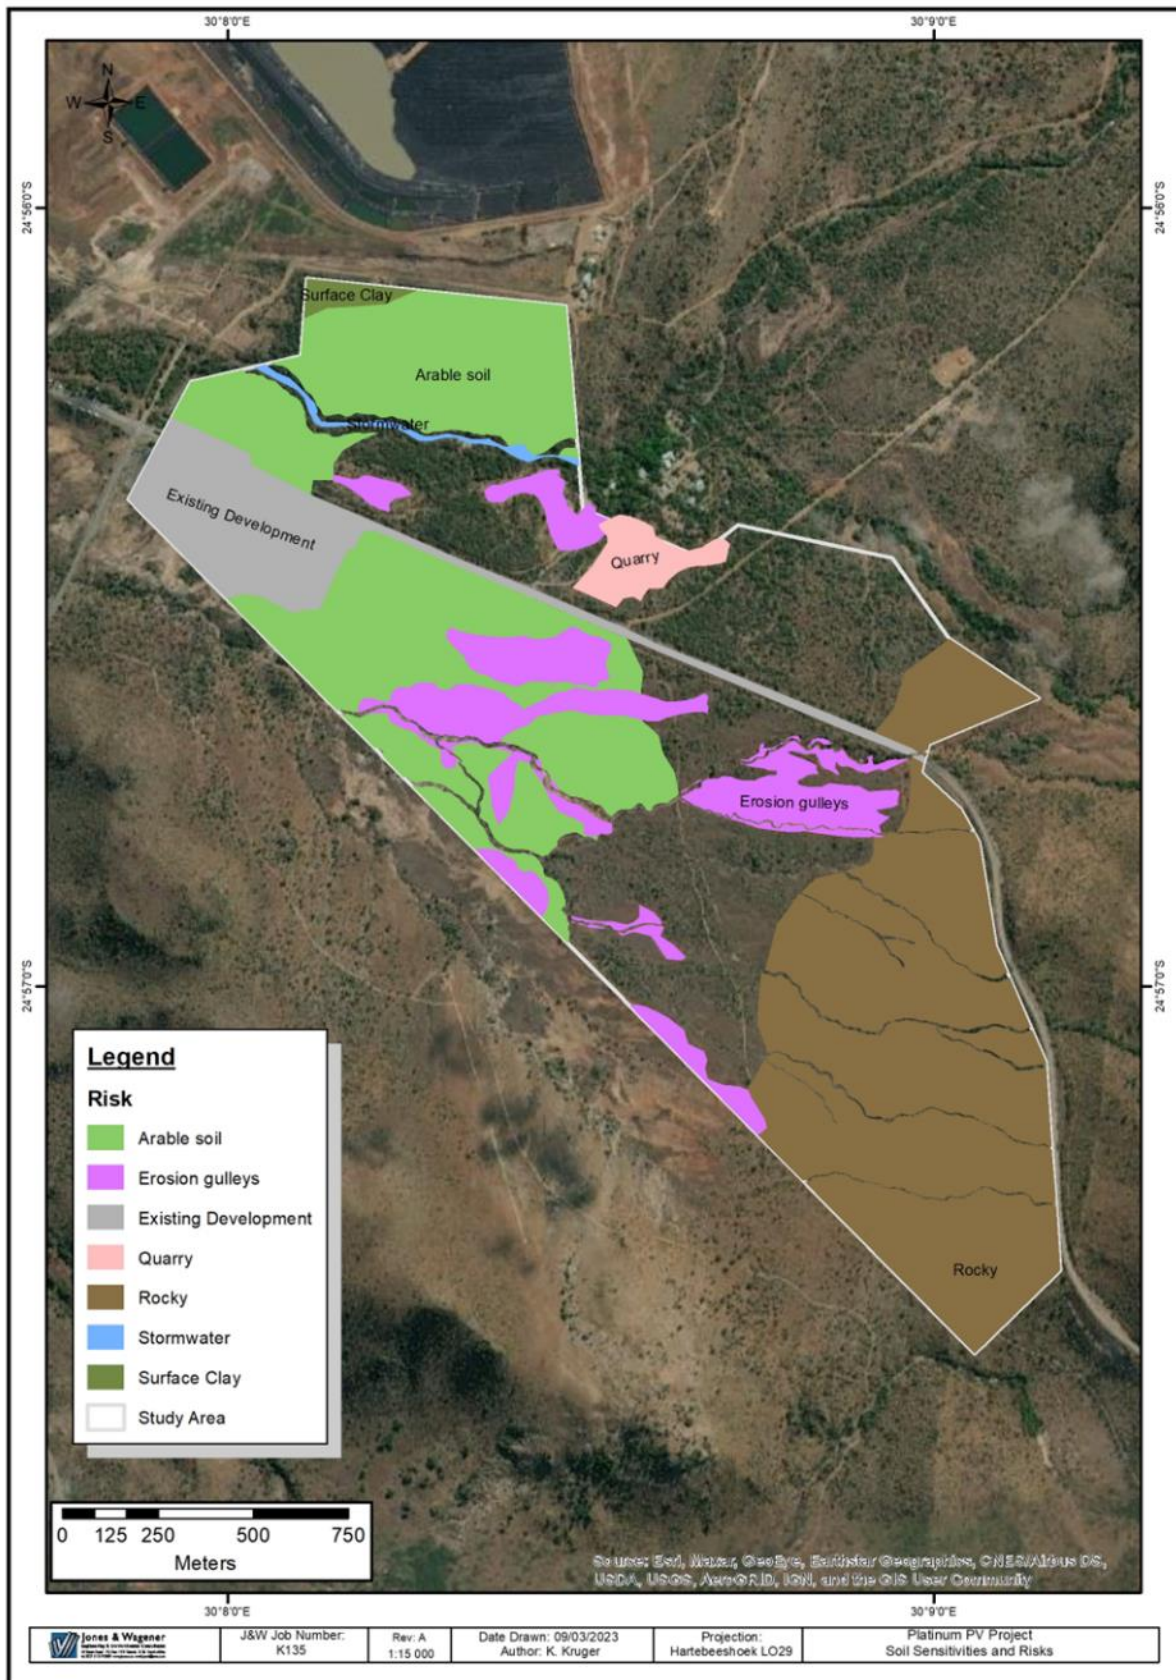 30°8'0"E
30°9'0"E
N
W E
S
24°56'0"S
24°56'0"S
Surface Clay
Arable soil
Stormwater
Existing Development
Quarry
Erosion gulleys
24°57'0"S
24°57'0"S
Rocky
Legend
Risk
Arable soil
Erosion gulleys
Existing Development
Quarry
Rocky
Stormwater
Surface Clay
Study Area
0 125 250 500 750
Meters
Source: Esri, Maxar, GeoEye, Earthstar Geographics, CNES/Airbus DS,
USDA, USGS, AeroGRID, IGN, and the GIS User Community
30°8'0"E
30°9'0"E
Jones & Wagener
J&W Job Number:
K135
Rev: A
1:15 000
Date Drawn: 09/03/2023
Author: K. Kruger
Projection:
Hartebeeshoek LO29
Platinum PV Project
Soil Sensitivities and Risks